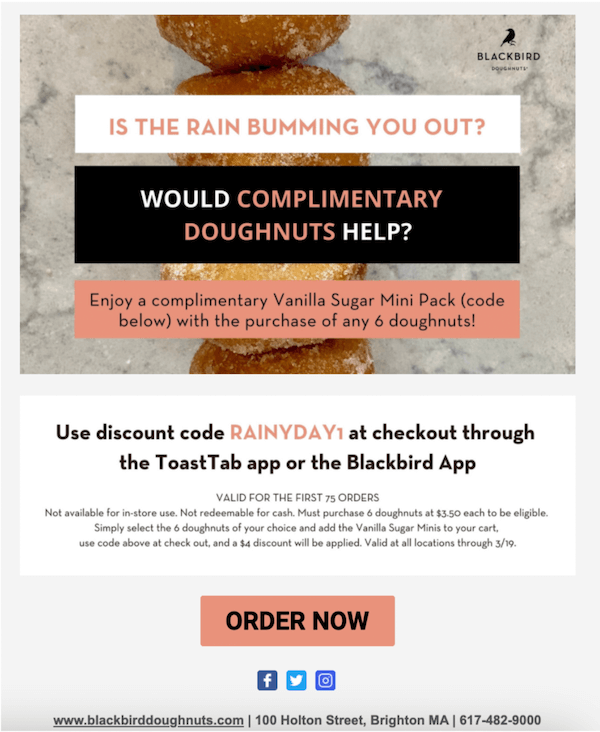 BLACKBIRD
DOUGHNUTS!
IS THE RAIN BUMMING YOU OUT?
WOULD COMPLIMENTARY
DOUGHNUTS HELP?
Enjoy a complimentary Vanilla Sugar Mini Pack (code
below) with the purchase of any 6 doughnuts!
Use discount code RAINYDAY1 at checkout through
the ToastTab app or the Blackbird App
VALID FOR THE FIRST 75 ORDERS
Not available for in-store use. Not redeemable for cash. Must purchase 6 doughnuts at $3.50 each to be eligible.
Simply select the 6 doughnuts of your choice and add the Vanilla Sugar Minis to your cart,
use code above at check out, and a $4 discount will be applied. Valid at all locations through 3/19.
ORDER NOW
www.blackbirddoughnuts.com | 100 Holton Street, Brighton MA | 617-482-9000